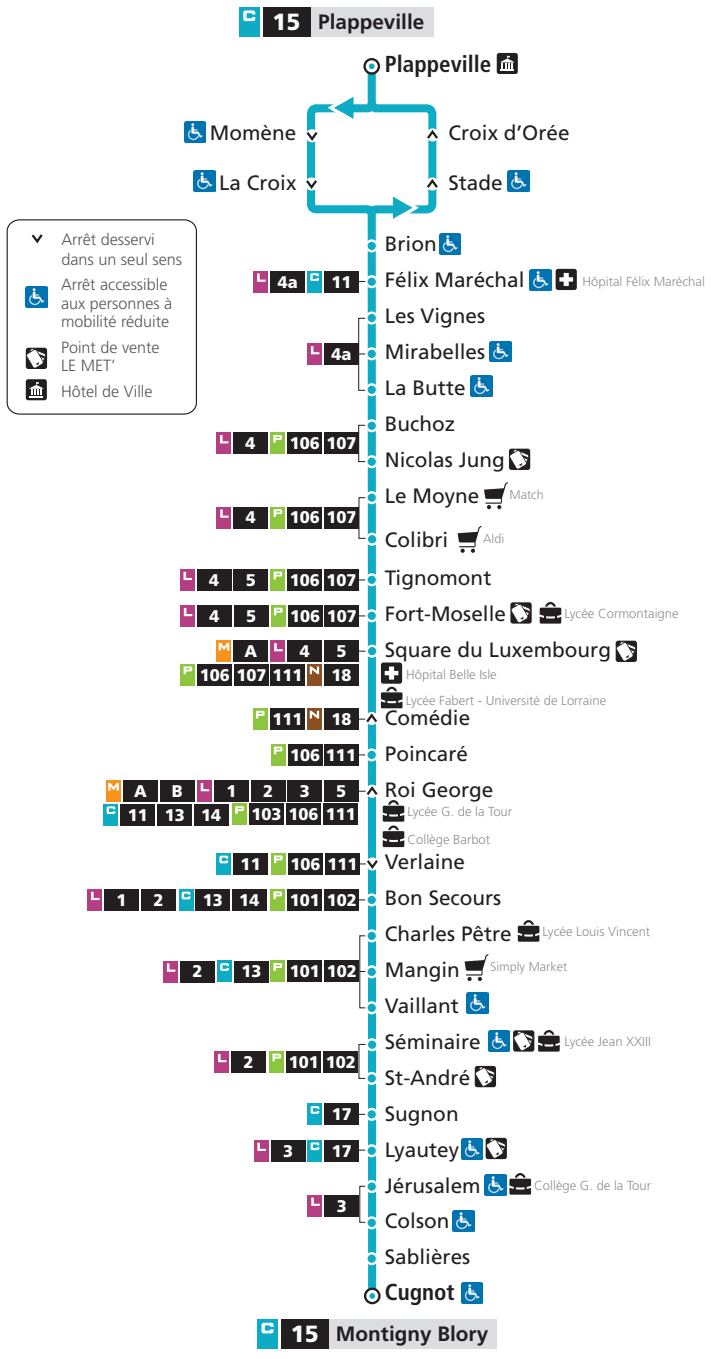 C 15 Plappeville
Plappeville
Momène
Croix d'Orée
La Croix
Stade
Arrêt desservi
dans un seul sens
Arrêt accessible
aux personnes à
mobilité réduite
Point de vente
LE MET'
Hôtel de Ville
Brion
L 4a C 11 Félix Maréchal Hôpital Félix Maréchal
Les Vignes
L 4a Mirabelles
La Butte
Buchoz
L 4 P 106 107
Nicolas Jung
Le Moyne Match
L 4 P 106 107
Colibri Aldi
L 4 5 P 106 107 Tignomont
L 4 5 P 106 107 Fort-Moselle Lycée Cormontaigne
M A L 4 5 Square du Luxembourg
P 106 107 111 N 18 Hôpital Belle Isle
Lycée Fabert - Université de Lorraine
P 111 N 18 Comédie
P 106 111 Poincaré
M A B L 1 2 3 5 Roi George
C 11 13 14 P 103 106 111 Lycée G. de la Tour
Collège Barbot
C 11 P 106 111 Verlaine
L 1 2 C 13 14 P 101 102 Bon Secours
Charles Pêtre Lycée Louis Vincent
L 2 C 13 P 101 102 Mangin Simply Market
Vaillant
Séminaire Lycée Jean XXIII
L 2 P 101 102
St-André
C 17 Sugnon
L 3 C 17 Lyautey
Jérusalem Collège G. de la Tour
L 3
Colson
Sablières
Cugnot
C 15 Montigny Blory